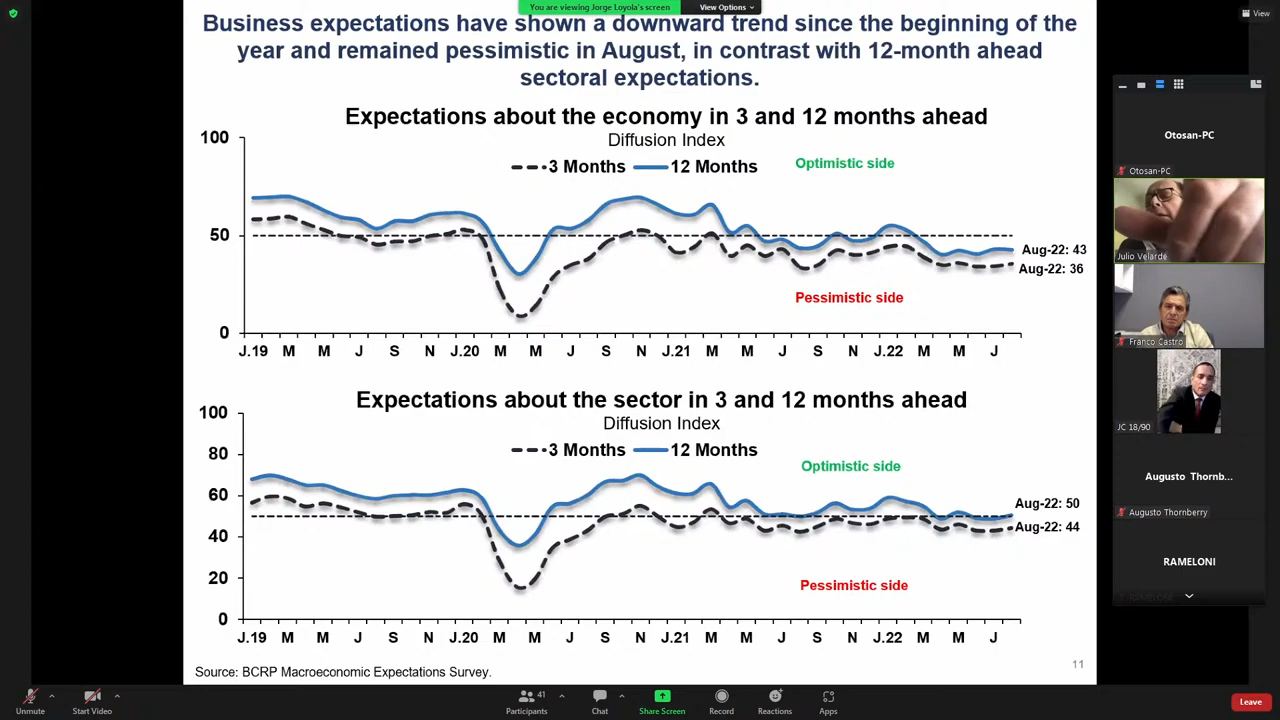 You are viewing Jorge Loyola's screen
View Options
View
Business expectations have shown a downward trend since the beginning of the
year and remained pessimistic in August, in contrast with 12-month ahead
sectoral expectations.
Expectations about the economy in 3 and 12 months ahead
Diffusion Index
3 Months 12 Months
Optimistic side
100
50
0
Aug-22: 43
Aug-22: 36
Pessimistic side
J.19 M M J S N J.20 M M J S N J.21 M M J S N J.22 M M J
Expectations about the sector in 3 and 12 months ahead
Diffusion Index
3 Months 12 Months
Optimistic side
100
80
60
40
20
0
Aug-22: 50
Aug-22: 44
Pessimistic side
J.19 M M J S N J.20 M M J S N J.21 M M J S N J.22 M M J
Source: BCRP Macroeconomic Expectations Survey.
11
Otosan-PC
Otosan-PC
Julio Velarde
Franco Castro
JC 18/90
Augusto Thornb...
Augusto Thornberry
RAMELONI
Unmute
Start Video
41
Participants
Chat
Share Screen
Record
Reactions
Apps
Leave